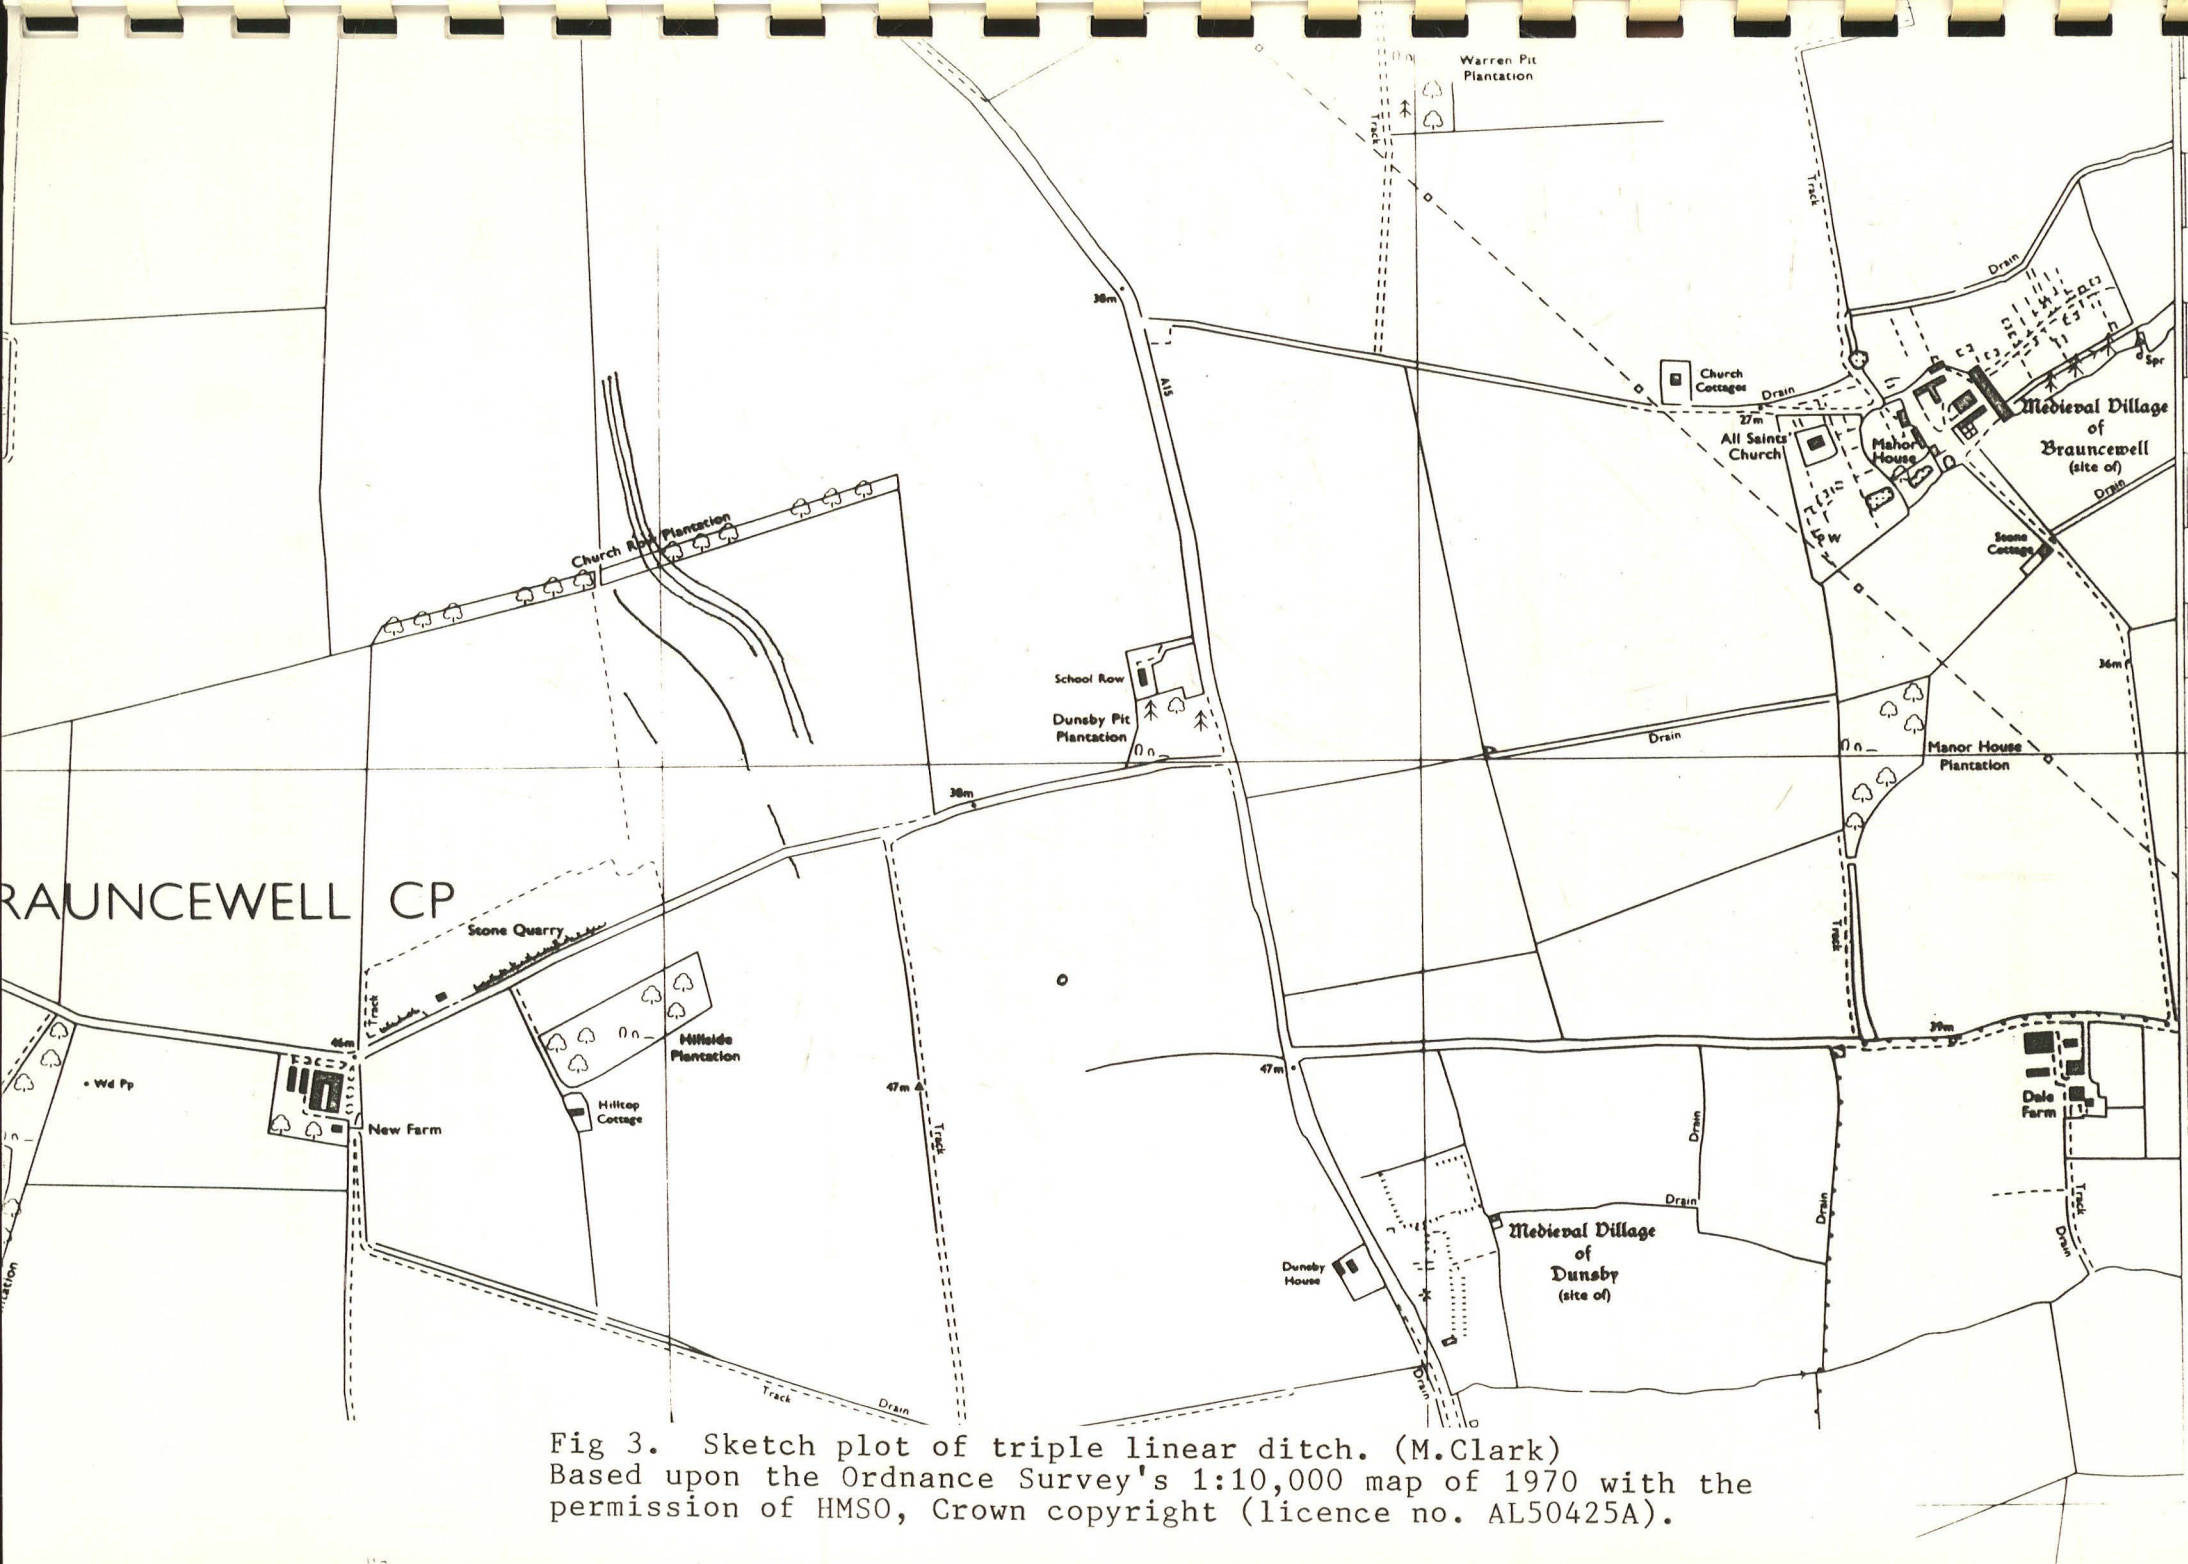 Warren Pit
Plantation
Track
Track
Drain
38m
A15
Church
Cottages
Drain
27m
All Saints'
Church
Manor
House
Spr
Medieval Village
of
Brauncewell
(site of)
Drain
W
Stone
Cottage
36m
Church Row Plantation
School Row
Dunsby Pit
Plantation
Drain
Manor House
Plantation
38m
RAUNCEWELL CP
Stone Quarry
Track
Track
46m
Hillside
Plantation
47m
47m
39m
Wd Pp
New Farm
Hilltop
Cottage
Track
Drain
Dale
Farm
Drain
Drain
Track
Drain
Medieval Village
of
Dunsby
(site of)
Dunsby
House
Track
Drain
Drain
Fig 3. Sketch plot of triple linear ditch. (M.Clark)
Based upon the Ordnance Survey's 1:10,000 map of 1970 with the
permission of HMSO, Crown copyright (licence no. AL50425A).